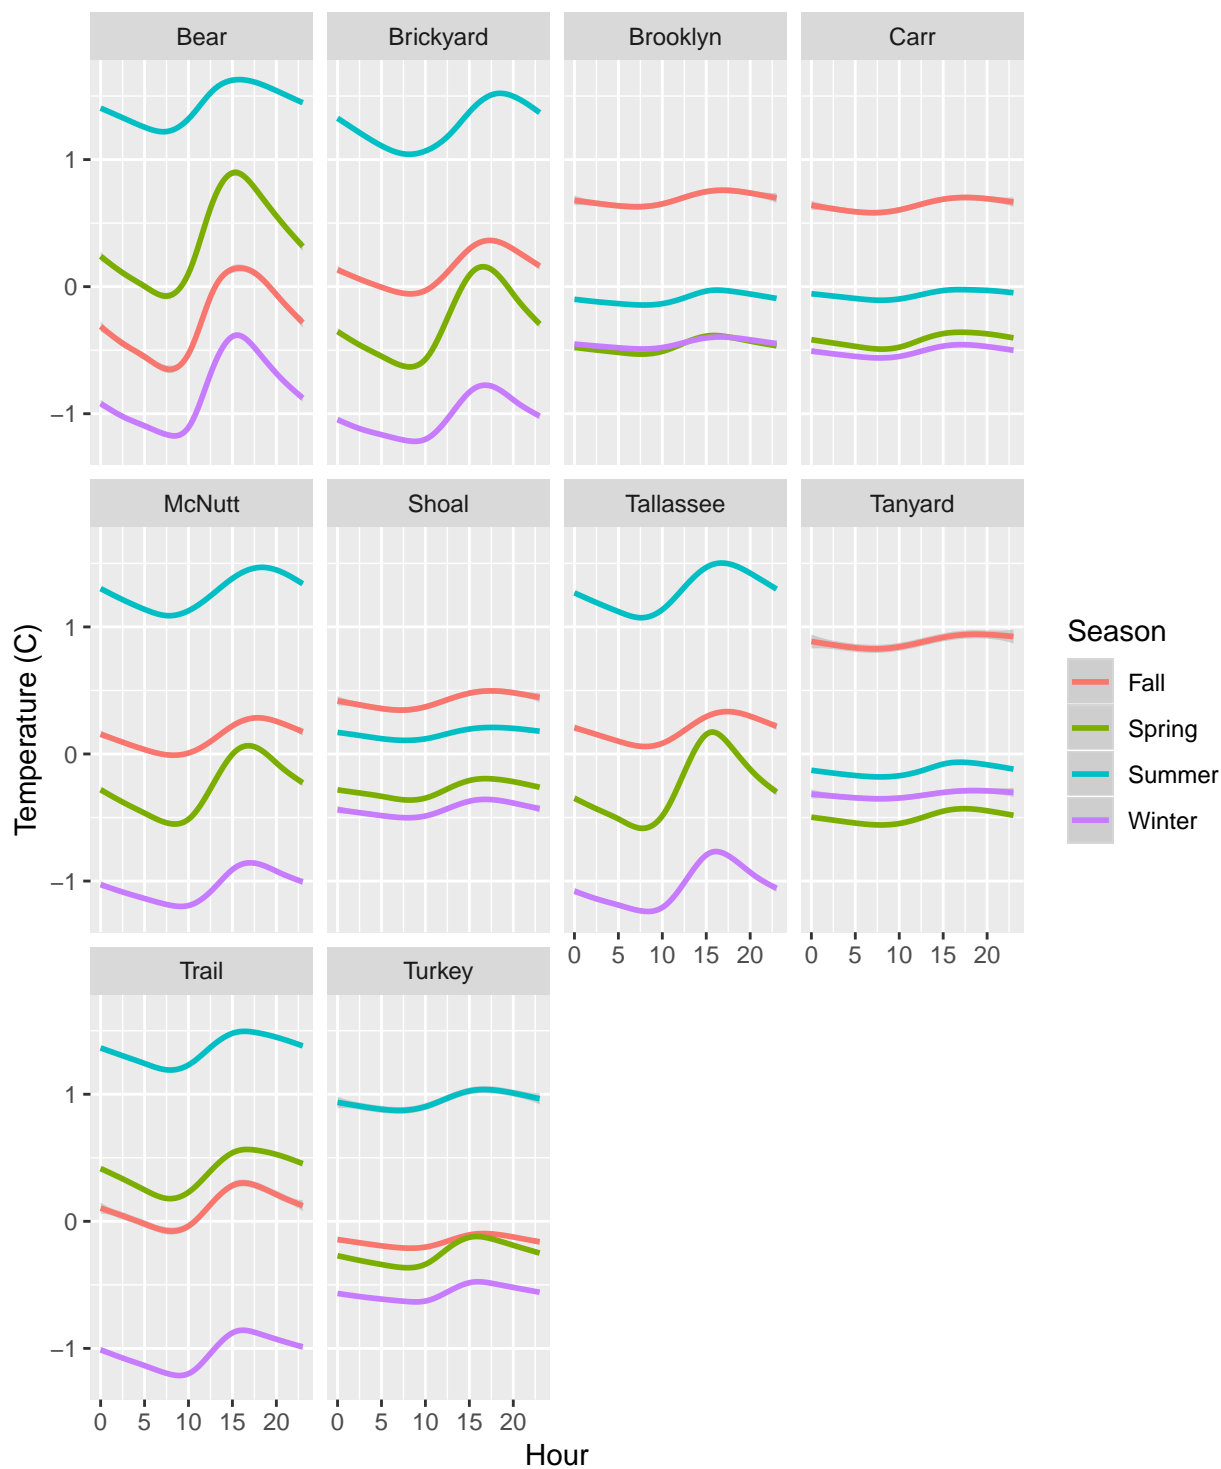 Bear Brickyard Brooklyn Carr
1
0
−1
McNutt Shoal Tallassee Tanyard
1
0
−1
0 5 10 15 20 0 5 10 15 20
Trail Turkey
1
0
−1
0 5 10 15 20 0 5 10 15 20
Hour
Temperature (C)
Season
Fall
Spring
Summer
Winter